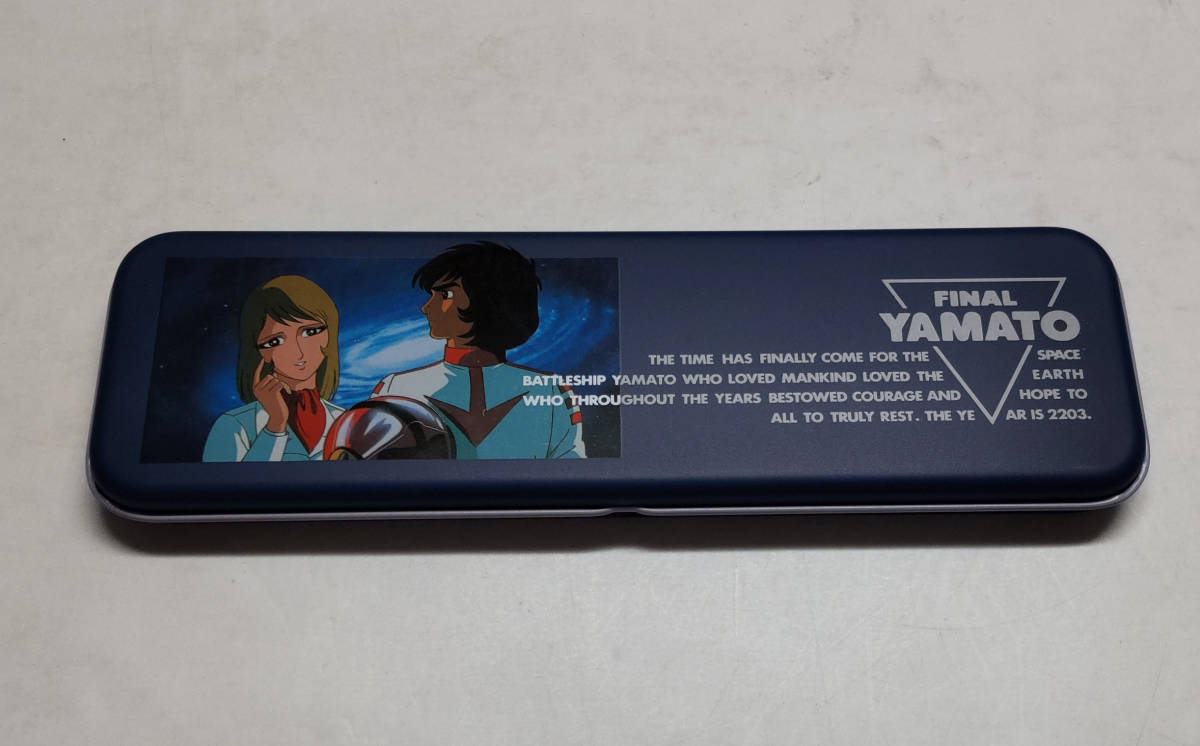 FINAL
YAMATO
THE TIME HAS FINALLY COME FOR THE SPACE
BATTLESHIP YAMATO WHO LOVED MANKIND LOVED THE EARTH
WHO THROUGHOUT THE YEARS BESTOWED COURAGE AND HOPE TO
ALL TO TRULY REST. THE YE AR IS 2203.